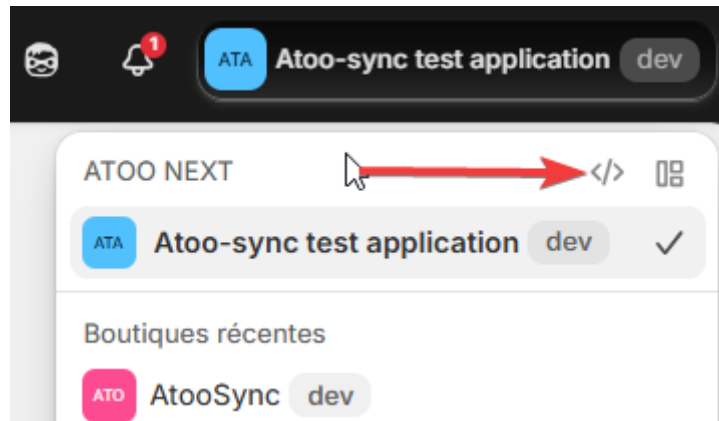 1
ATA Atoo-sync test application dev
ATOO NEXT </>
ATA Atoo-sync test application dev
Boutiques récentes
ATO AtooSync dev